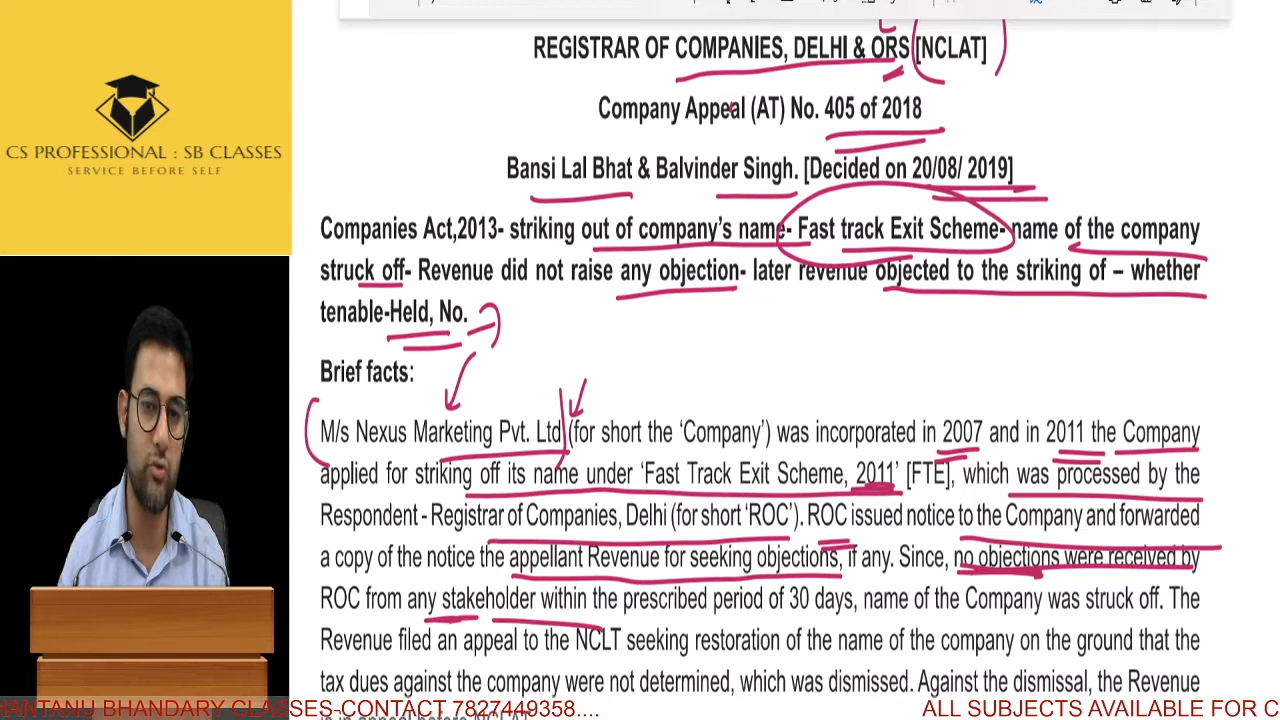 REGISTRAR OF COMPANIES, DELHI & ORS [NCLAT]
Company Appeal (AT) No. 405 of 2018
Bansi Lal Bhat & Balvinder Singh. [Decided on 20/08/ 2019]
Companies Act,2013- striking out of company's name- Fast track Exit Scheme- name of the company
struck off- Revenue did not raise any objection- later revenue objected to the striking of – whether
tenable-Held, No.
Brief facts:
M/s Nexus Marketing Pvt. Ltd (for short the ‘Company’) was incorporated in 2007 and in 2011 the Company
applied for striking off its name under ‘Fast Track Exit Scheme, 2011’ [FTE], which was processed by the
Respondent - Registrar of Companies, Delhi (for short ‘ROC’). ROC issued notice to the Company and forwarded
a copy of the notice the appellant Revenue for seeking objections, if any. Since, no objections were received by
ROC from any stakeholder within the prescribed period of 30 days, name of the Company was struck off. The
Revenue filed an appeal to the NCLT seeking restoration of the name of the company on the ground that the
tax dues against the company were not determined, which was dismissed. Against the dismissal, the Revenue
is in appeal before NCLAT
CS PROFESSIONAL : SB CLASSES
SERVICE BEFORE SELF
HANTANU BHANDARY CLASSES-CONTACT 7827449358....
ALL SUBJECTS AVAILABLE FOR C